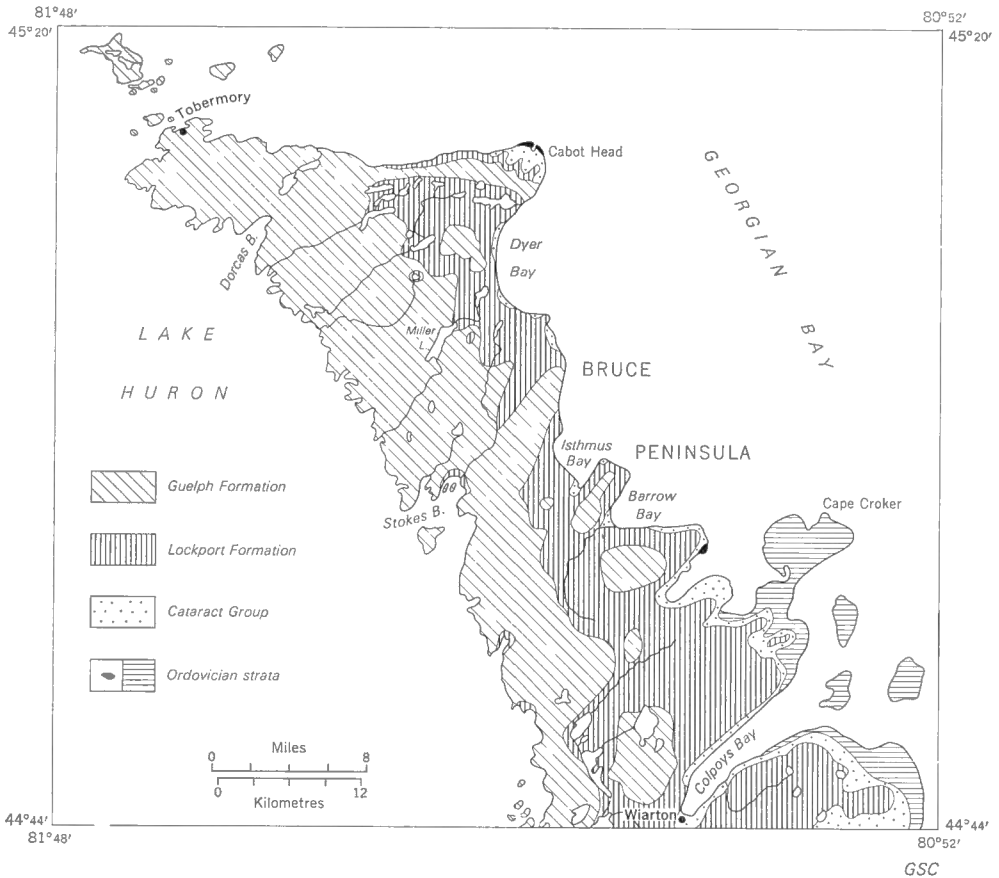 81°48'
80°52'
45°20'
45°20'
Tobermory
Cabot Head
GEORGIAN BAY
Dyer
Bay
Dorcas B.
LAKE
HURON
Miller
L.
BRUCE
PENINSULA
Isthmus
Bay
Barrow
Bay
Cape Croker
Stokes B.
Guelph Formation
Lockport Formation
Cataract Group
Ordovician strata
Miles
0 8
0 12
Kilometres
Colpoys Bay
Wiarton
44°44'
44°44'
81°48'
80°52'
GSC